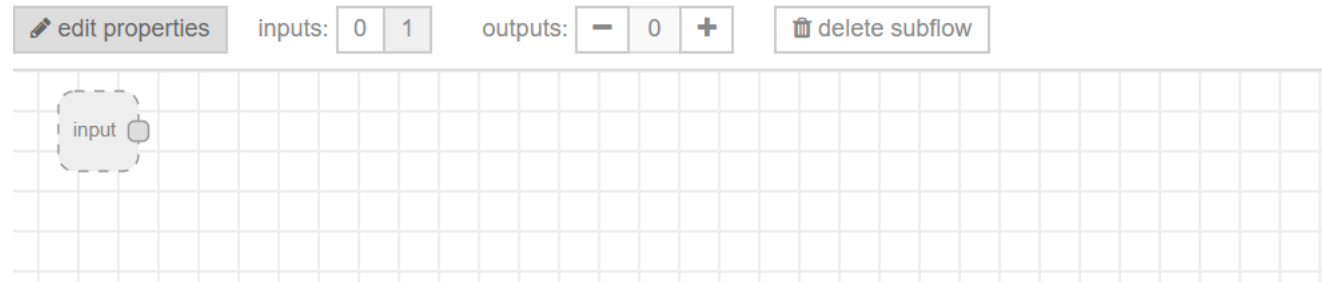 edit properties inputs: 0 1 outputs: − 0 + delete subflow
input